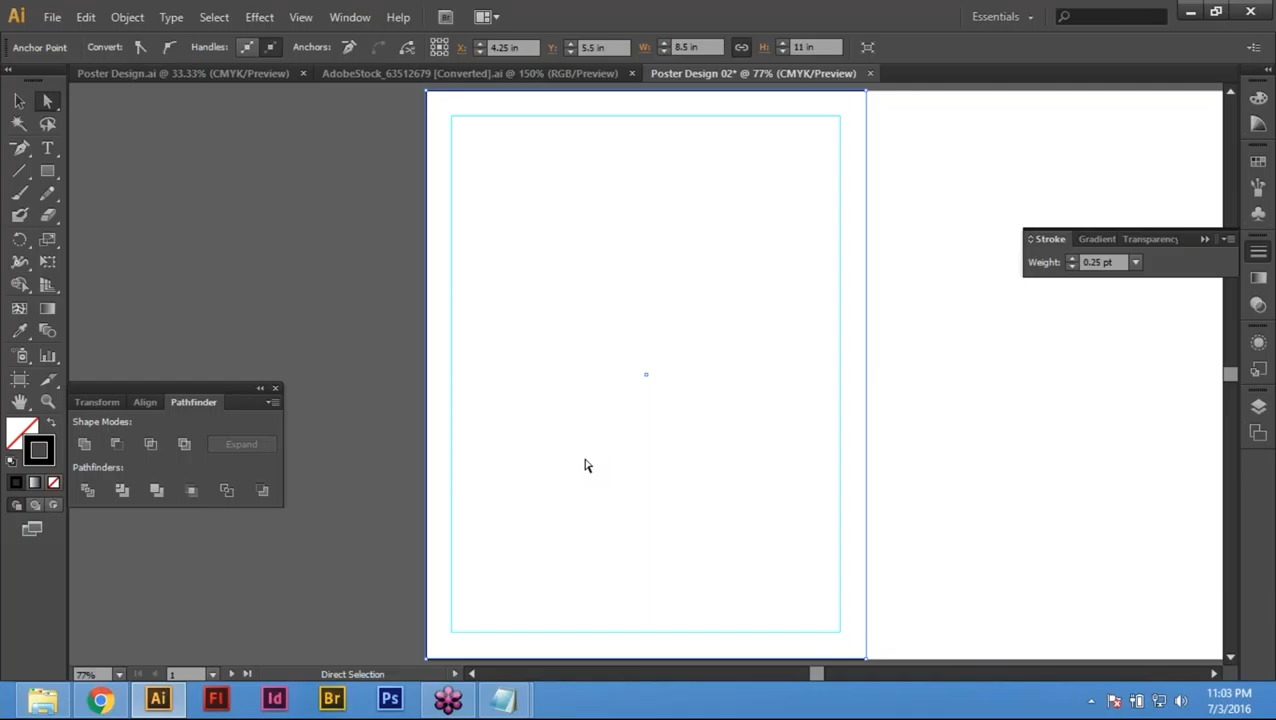 Ai File Edit Object Type Select Effect View Window Help Br Essentials
Anchor Point Convert: Handles: Anchors: X: 4.25 in Y: 5.5 in W: 8.5 in H: 11 in
Poster Design.ai @ 33.33% (CMYK/Preview) × AdobeStock_63512679 [Converted].ai @ 150% (RGB/Preview) × Poster Design 02* @ 77% (CMYK/Preview) ×
Stroke Gradient Transparency
Weight: 0.25 pt
Transform Align Pathfinder
Shape Modes:
Expand
Pathfinders:
77% 1 Direct Selection
Ai Fl Id Br Ps
11:03 PM
7/3/2016